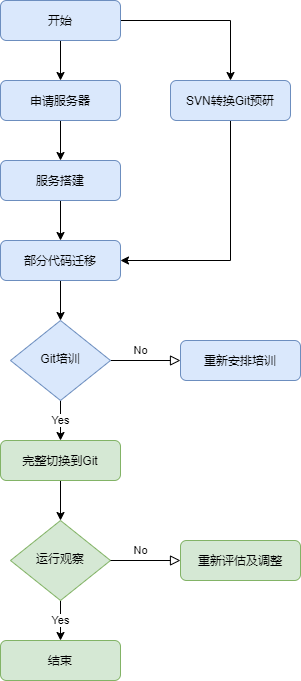 开始
申请服务器
SVN转换Git预研
服务搭建
部分代码迁移
Git培训
No
重新安排培训
Yes
完整切换到Git
运行观察
No
重新评估及调整
Yes
结束